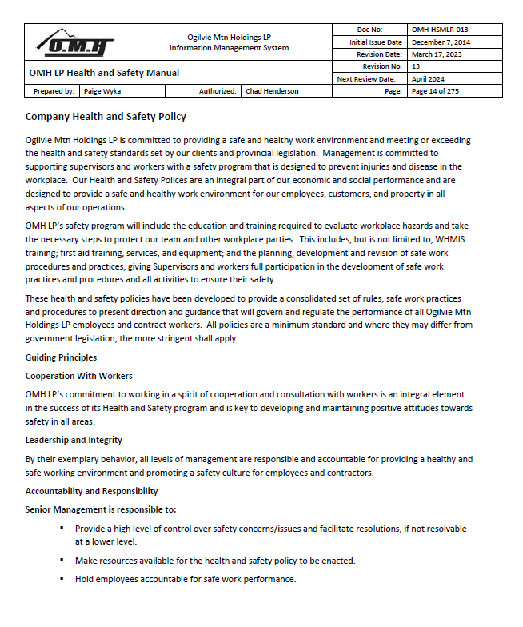 O.M.H
Ogilvie Mtn Holdings LP
Information Management System
Doc No: OMH-HSMLR-013
Initial Issue Date December 7, 2014
Revision Date: March 17, 2023
Revision No. 13
Next Review Date: April 2024
OMH LP Health and Safety Manual
Prepared by: Paige Wyka Authorized: Chad Henderson Page: Page 14 of 275
Company Health and Safety Policy
Ogilvie Mtn Holdings LP is committed to providing a safe and healthy work environment and meeting or exceeding
the health and safety standards set by our clients and provincial legislation. Management is committed to
supporting supervisors and workers with a safety program that is designed to prevent injuries and disease in the
workplace. Our Health and Safety Polices are an integral part of our economic and social performance and are
designed to provide a safe and healthy work environment for our employees, customers, and property in all
aspects of our operations.
OMH LP's safety program will include the education and training required to evaluate workplace hazards and take
the necessary steps to protect our team and other workplace parties. This includes, but is not limited to, WHMIS
training; first aid training, services, and equipment; and the planning, development and revision of safe work
procedures and practices, giving Supervisors and workers full participation in the development of safe work
practices and procedures and all activities to ensure their safety.
These health and safety policies have been developed to provide a consolidated set of rules, safe work practices
and procedures to present direction and guidance that will govern and regulate the performance of all Ogilvie Mtn
Holdings LP employees and contract workers. All policies are a minimum standard and where they may differ from
government legislation, the more stringent shall apply.
Guiding Principles
Cooperation With Workers
OMH LP's commitment to working in a spirit of cooperation and consultation with workers is an integral element
in the success of its Health and Safety program and is key to developing and maintaining positive attitudes towards
safety in all areas.
Leadership and Integrity
By their exemplary behavior, all levels of management are responsible and accountable for providing a healthy and
safe working environment and promoting a safety culture for employees and contractors.
Accountability and Responsibility
Senior Management is responsible to:
▪ Provide a high level of control over safety concerns/issues and facilitate resolutions, if not resolvable
at a lower level.
▪ Make resources available for the health and safety policy to be enacted.
▪ Hold employees accountable for safe work performance.